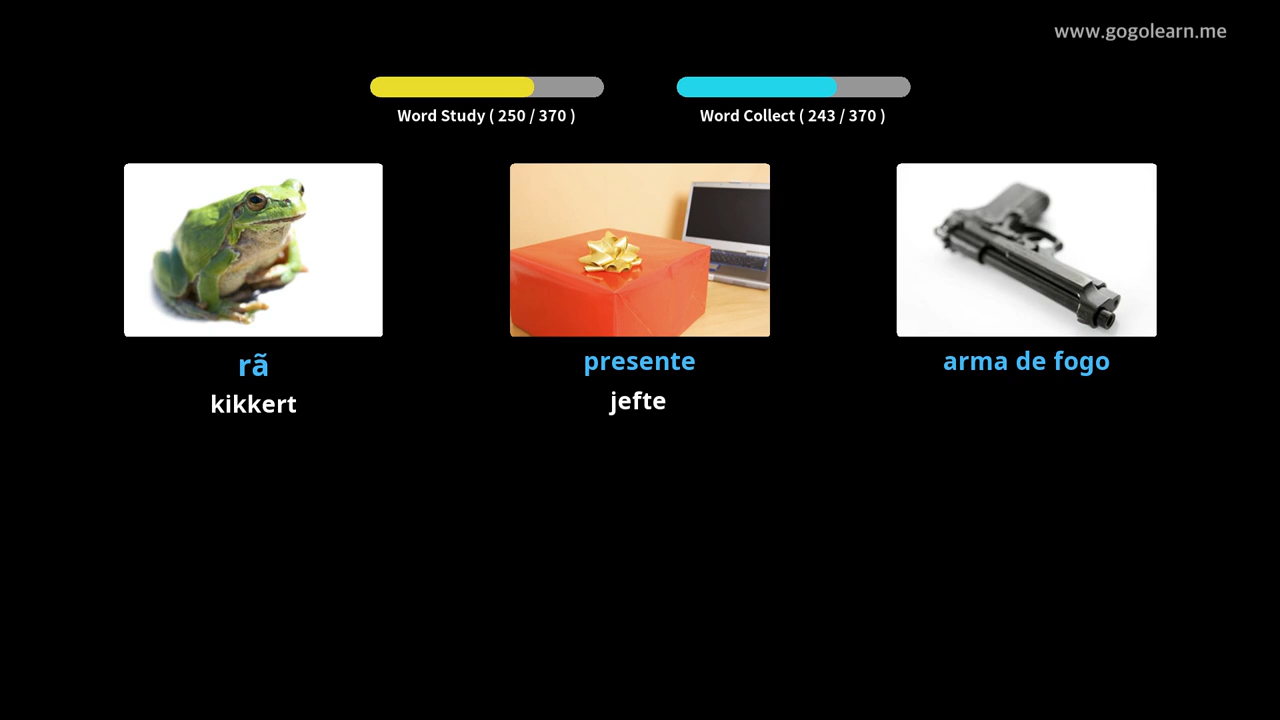 www.gogolearn.me
Word Study ( 250 / 370 )
Word Collect ( 243 / 370 )
rã
presente
arma de fogo
kikkert
jefte